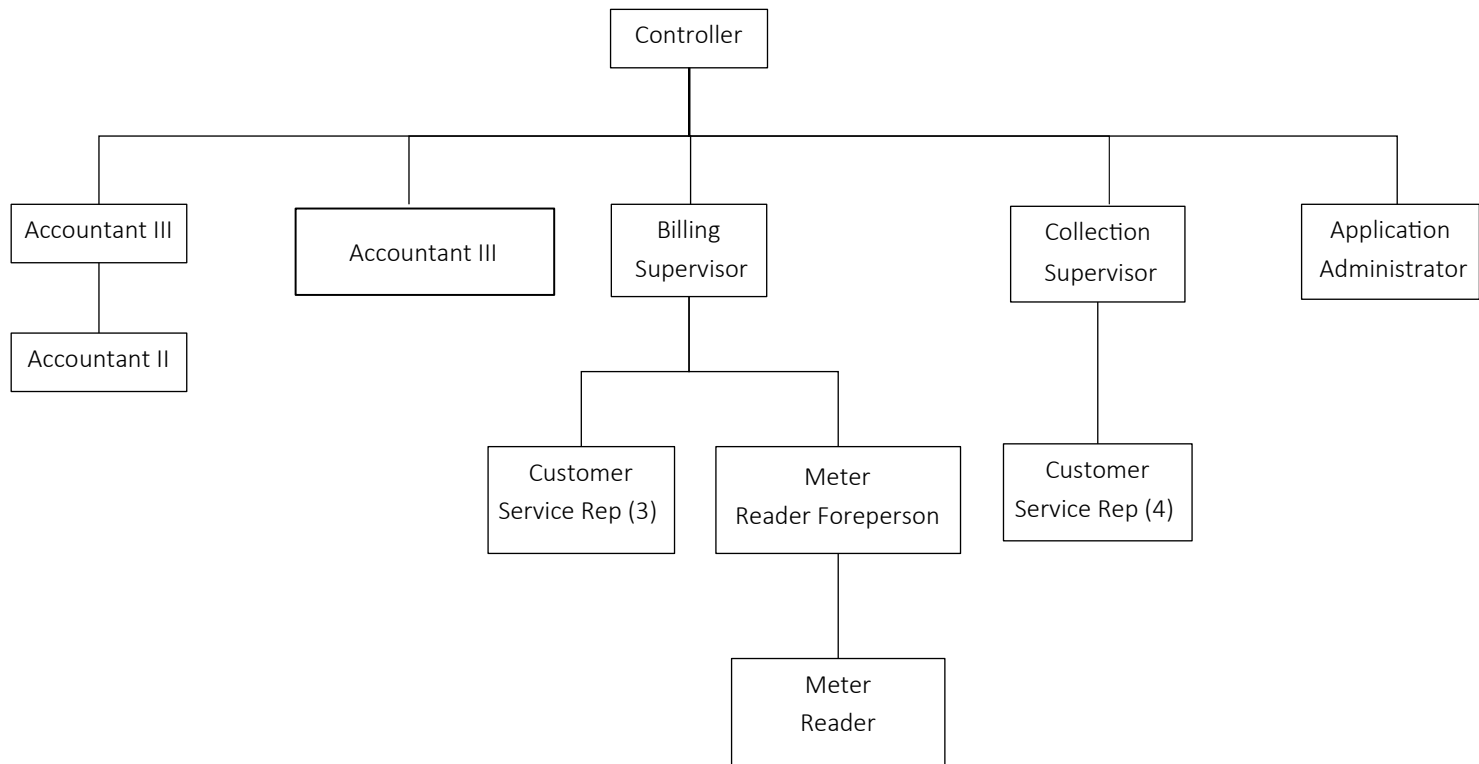 Controller
Accountant III
Accountant III
Billing
Supervisor
Collection
Supervisor
Application
Administrator
Accountant II
Customer
Service Rep (3)
Meter
Reader Foreperson
Customer
Service Rep (4)
Meter
Reader